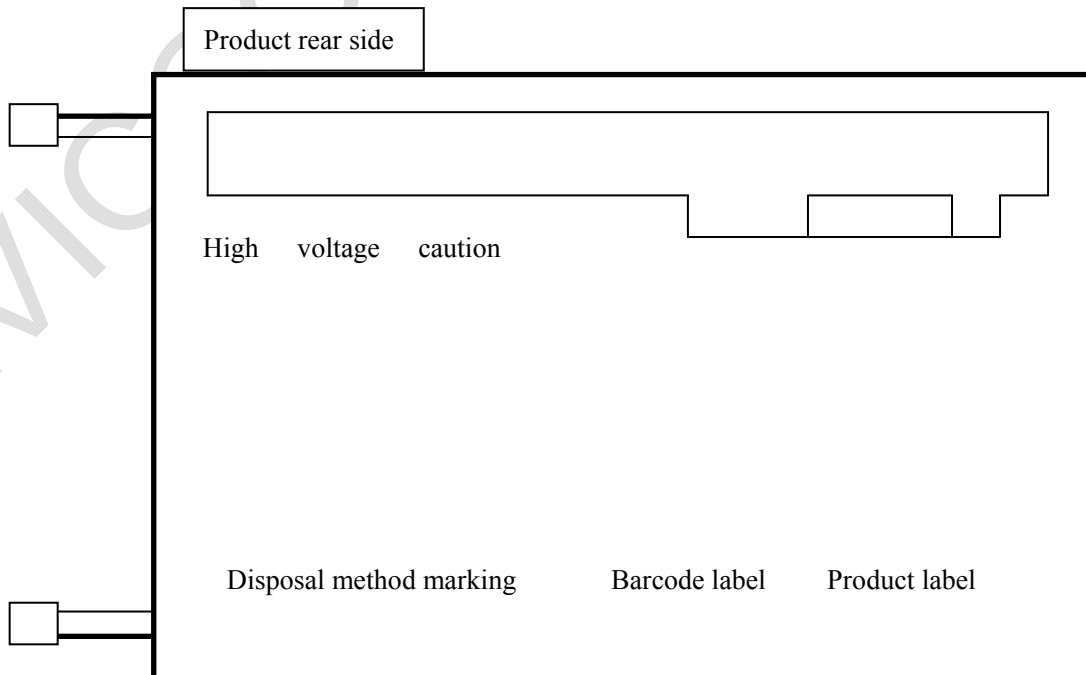 Product rear side
High voltage caution
Disposal method marking Barcode label Product label